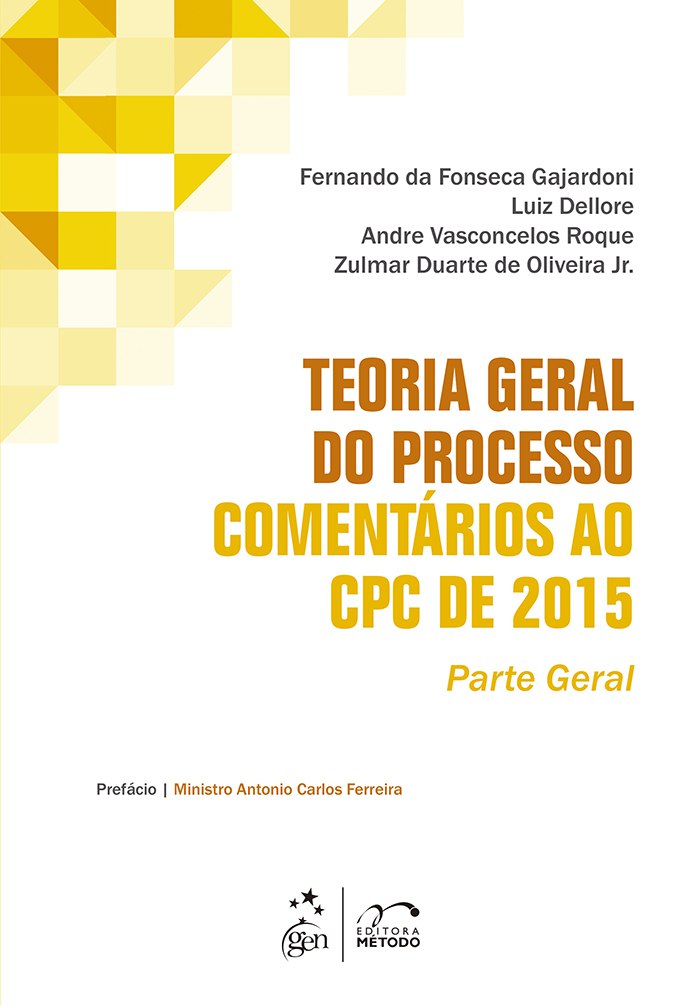 Fernando da Fonseca Gajardoni
Luiz Dellore
Andre Vasconcelos Roque
Zulmar Duarte de Oliveira Jr.
TEORIA GERAL
DO PROCESSO
COMENTÁRIOS AO
CPC DE 2015
Parte Geral
Prefácio | Ministro Antonio Carlos Ferreira
gen
EDITORA
MÉTODO